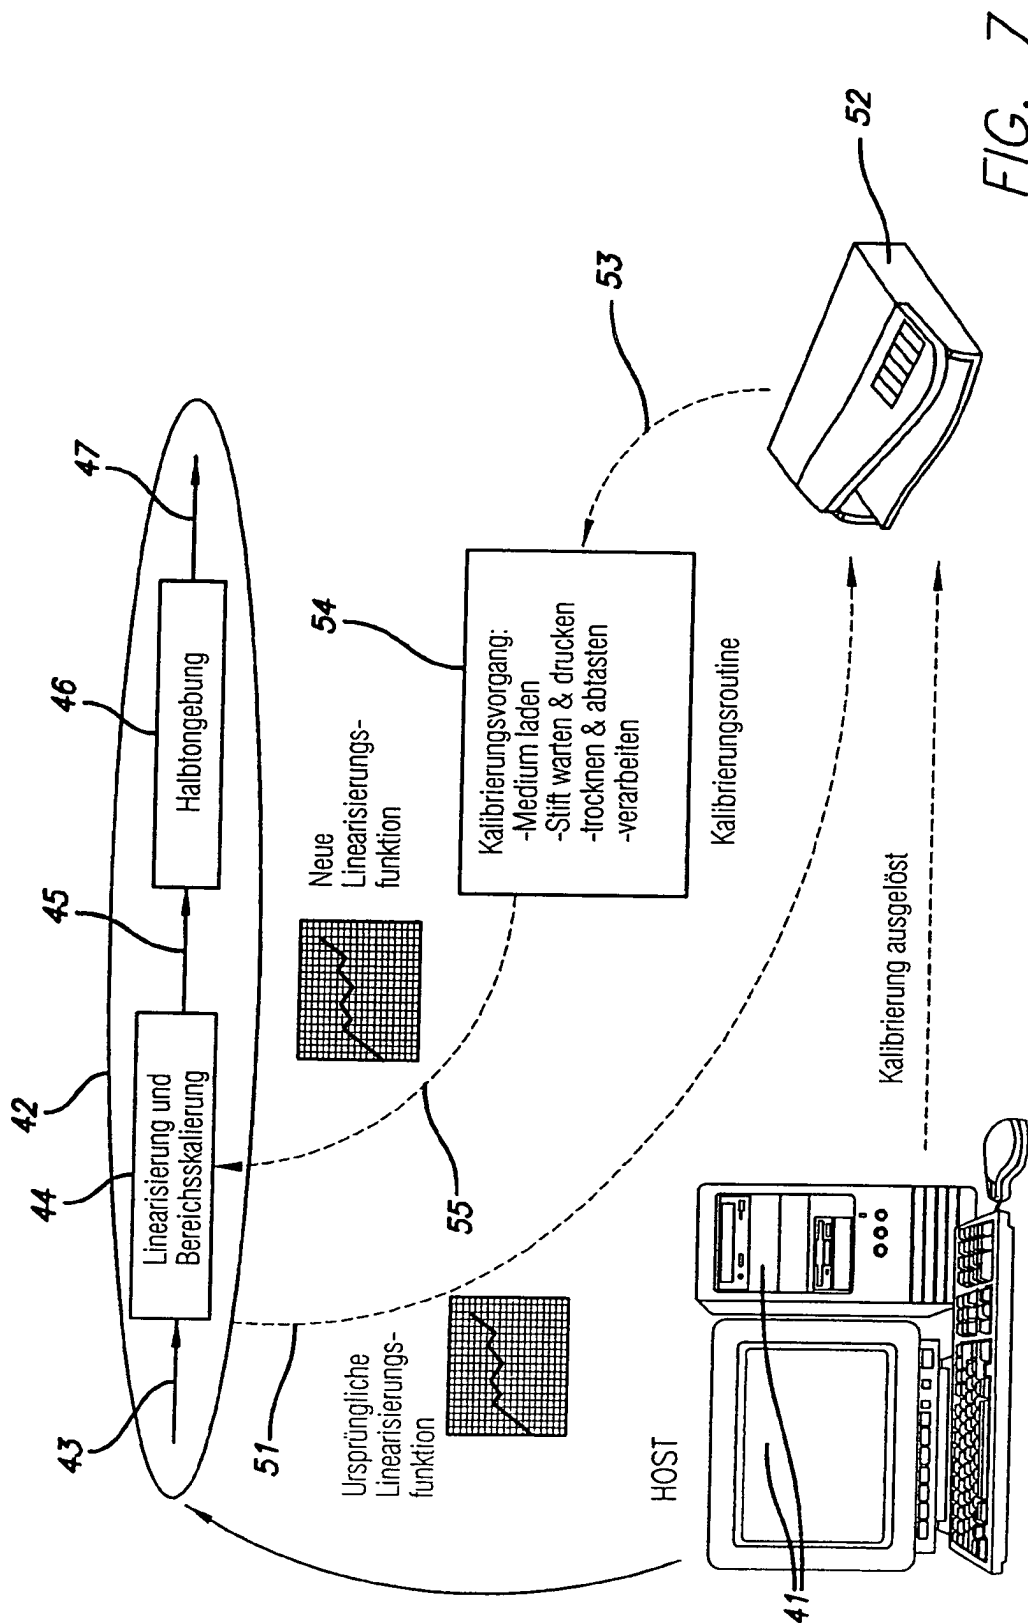 42
43
44
Linearisierung und
Bereichsskalierung
45
46
Halbtongebung
47
51
Ursprüngliche
Linearisierungs-
funktion
Neue
Linearisierungs-
funktion
55
54
Kalibrierungsvorgang:
-Medium laden
-Stift warten & drucken
-trocknen & abtasten
-verarbeiten
Kalibrierungsroutine
53
52
HOST
41
Kalibrierung ausgelöst
FIG. 7